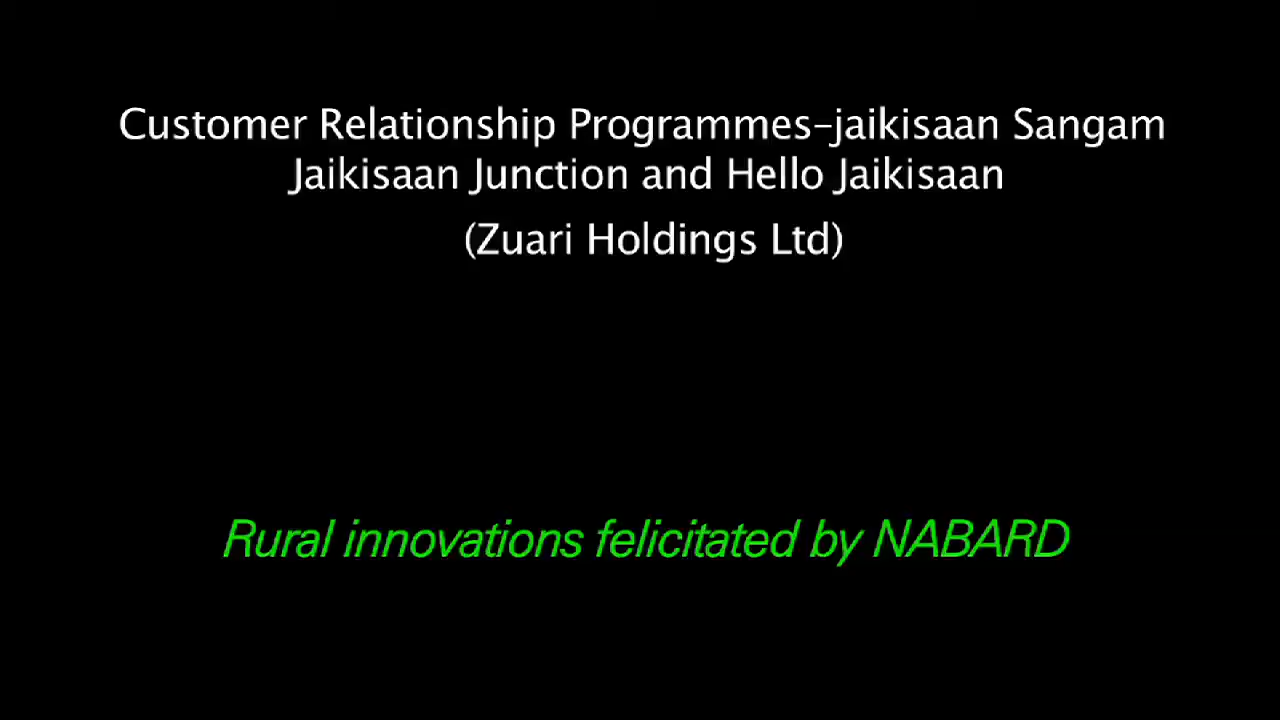 Customer Relationship Programmes-jaikisaan Sangam
Jaikisaan Junction and Hello Jaikisaan
(Zuari Holdings Ltd)
Rural innovations felicitated by NABARD